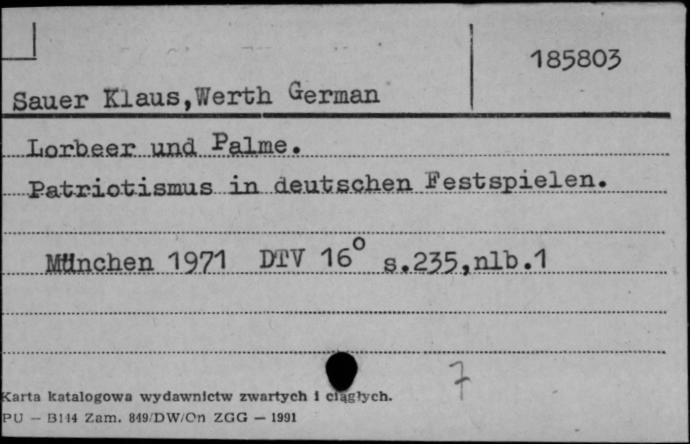 185803
Sauer Klaus,Werth German
Lorbeer und Palme.
Patriotismus in deutschen Festspielen.
München 1971 DTV 16° s.235,nlb.1
7
Karta katalogowa wydawnictw zwartych i ciągłych.
PU — B144 Zam. 849/DW/On ZGG — 1991